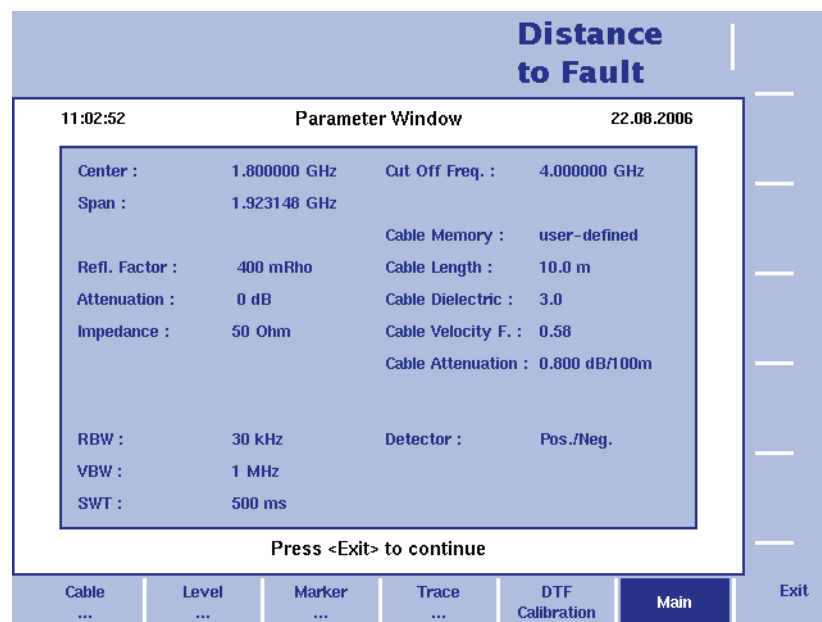 Distance
to Fault
11:02:52 Parameter Window 22.08.2006
Center : 1.800000 GHz Cut Off Freq. : 4.000000 GHz
Span : 1.923148 GHz
Cable Memory : user-defined
Refl. Factor : 400 mRho Cable Length : 10.0 m
Attenuation : 0 dB Cable Dielectric : 3.0
Impedance : 50 Ohm Cable Velocity F. : 0.58
Cable Attenuation : 0.800 dB/100m
RBW : 30 kHz Detector : Pos./Neg.
VBW : 1 MHz
SWT : 500 ms
Press <Exit> to continue
Cable Level Marker Trace DTF Main Exit
... ... ... ... Calibration